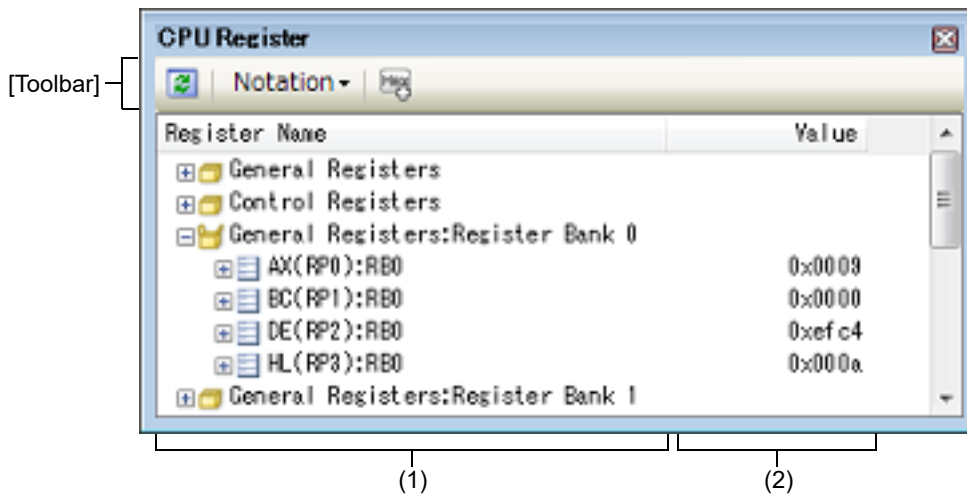 CPU Register
[Toolbar]
Notation
Hex
Register Name Value
General Registers
Control Registers
General Registers:Register Bank 0
AX(RP0):RB0 0x0009
BC(RP1):RB0 0x0000
DE(RP2):RB0 0xefc4
HL(RP3):RB0 0x000a
General Registers:Register Bank 1
(1) (2)